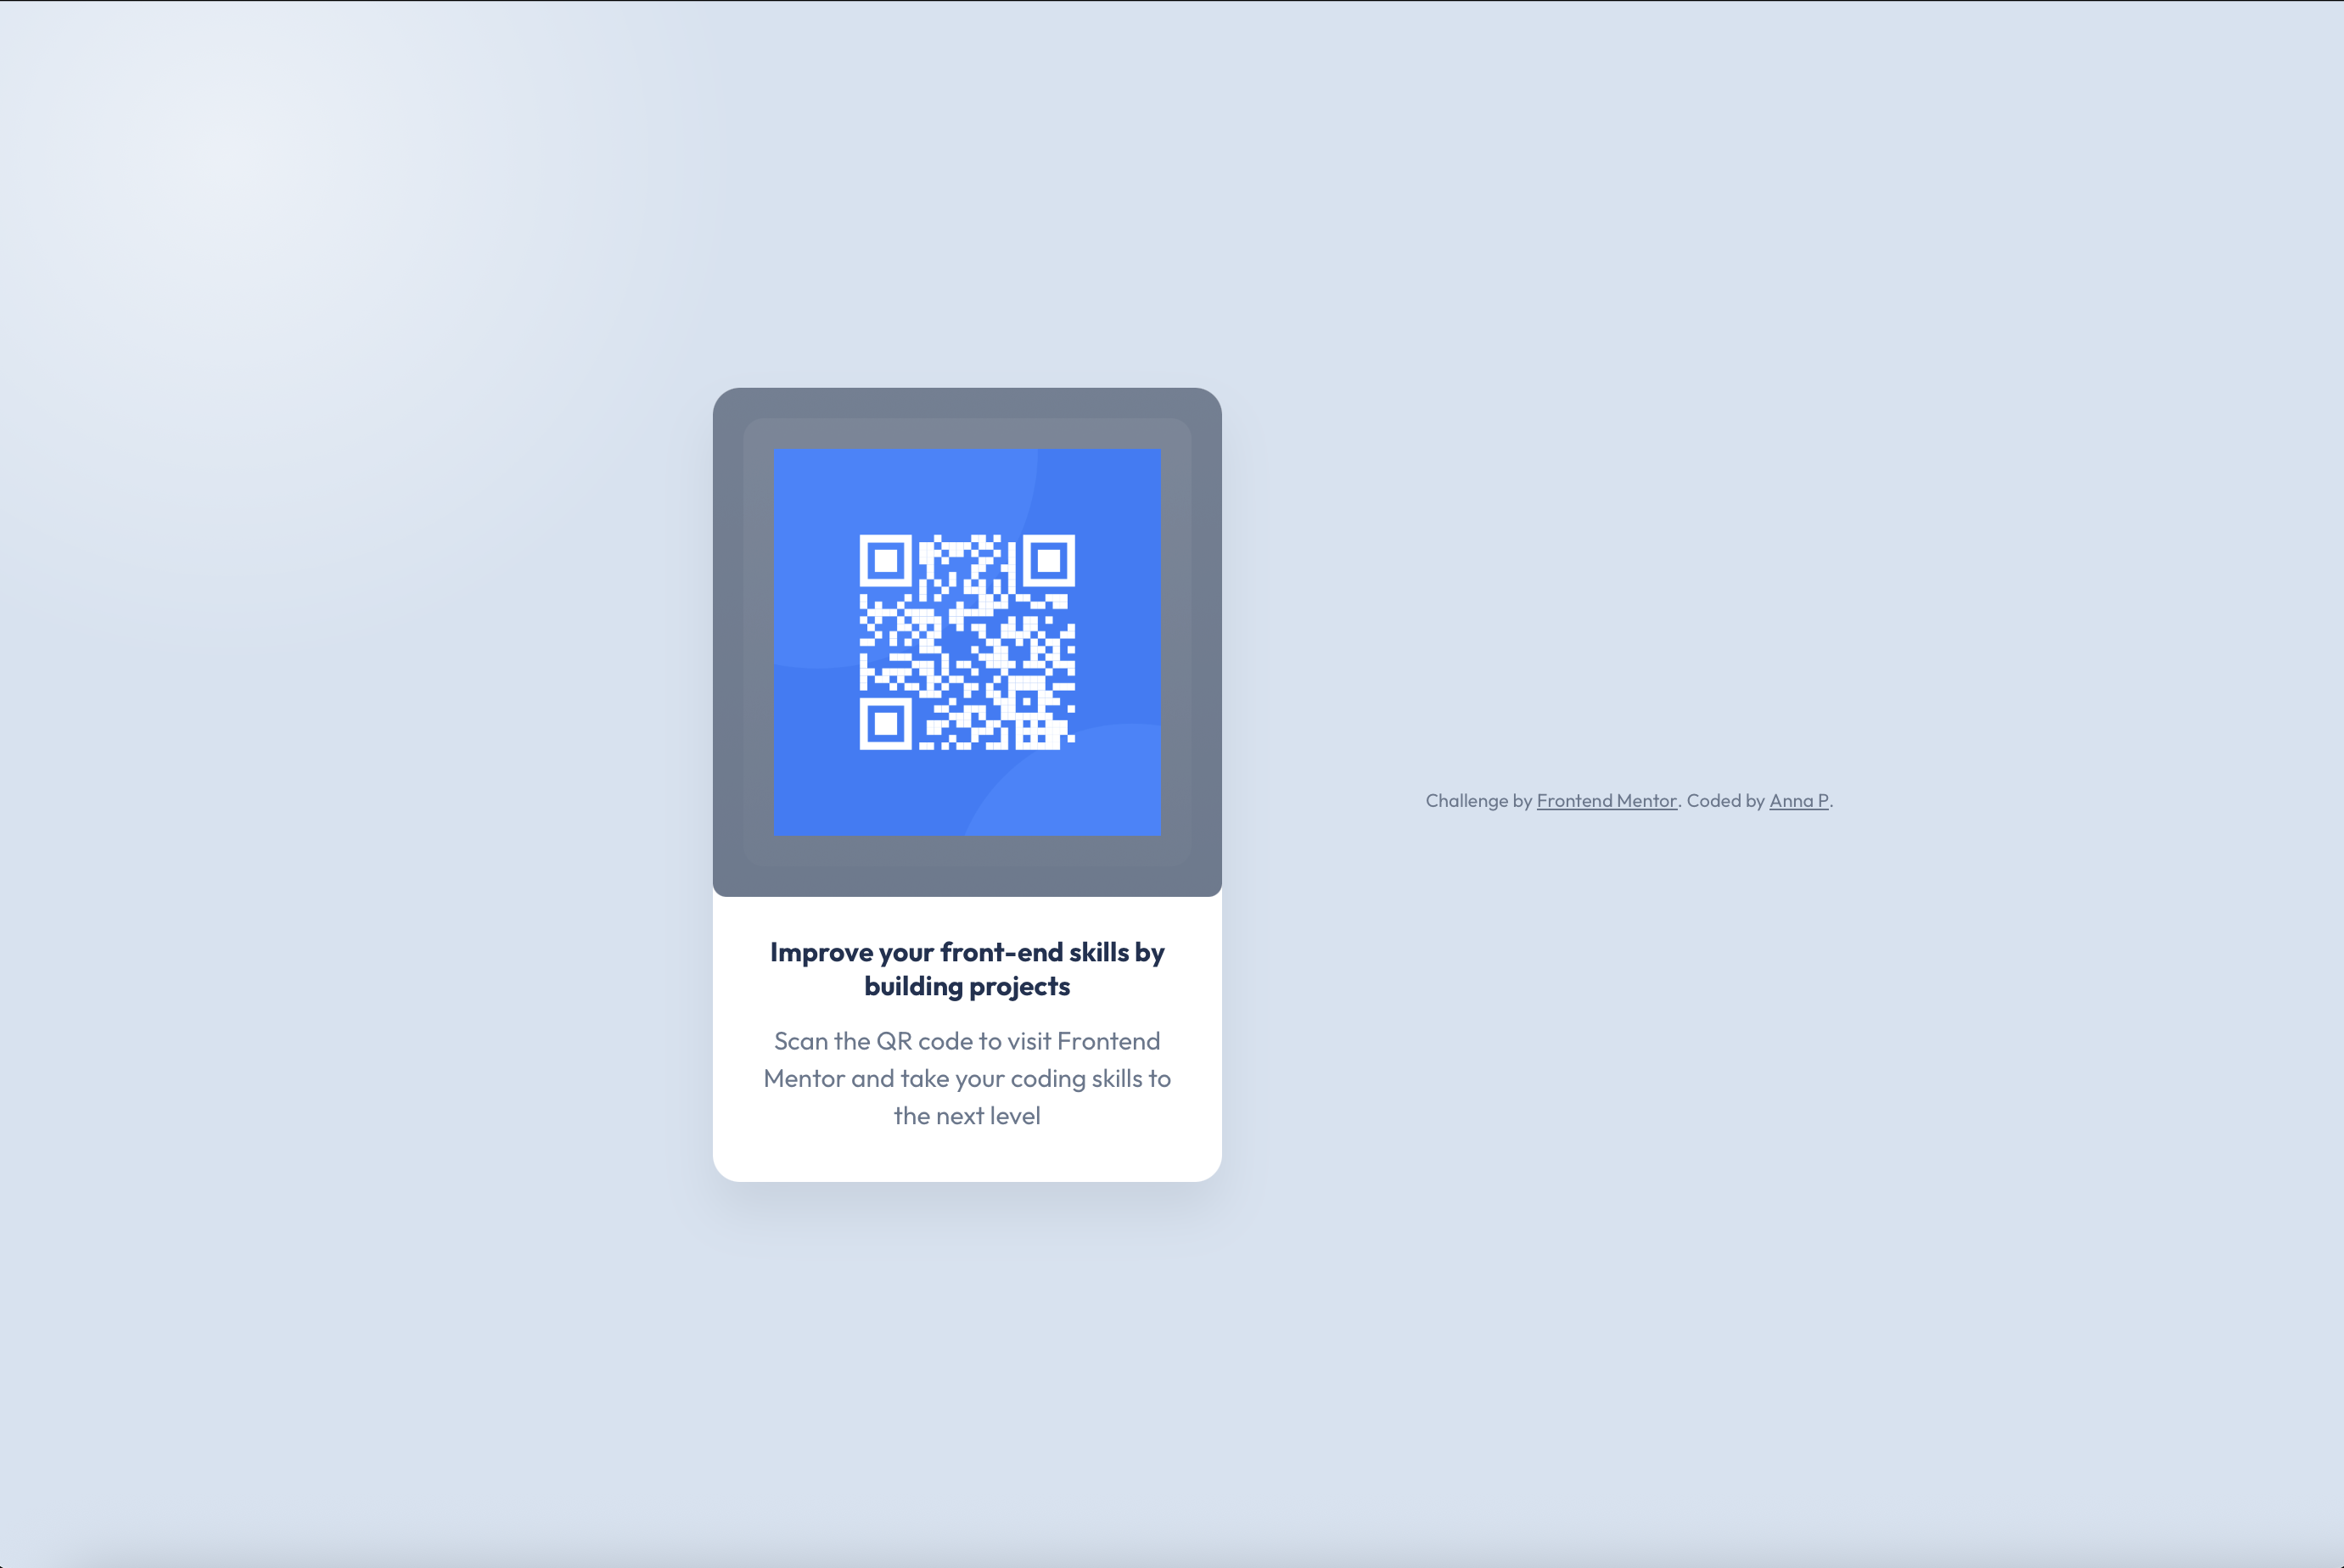 Improve your front-end skills by
building projects
Scan the QR code to visit Frontend
Mentor and take your coding skills to
the next level
Challenge by Frontend Mentor. Coded by Anna P.